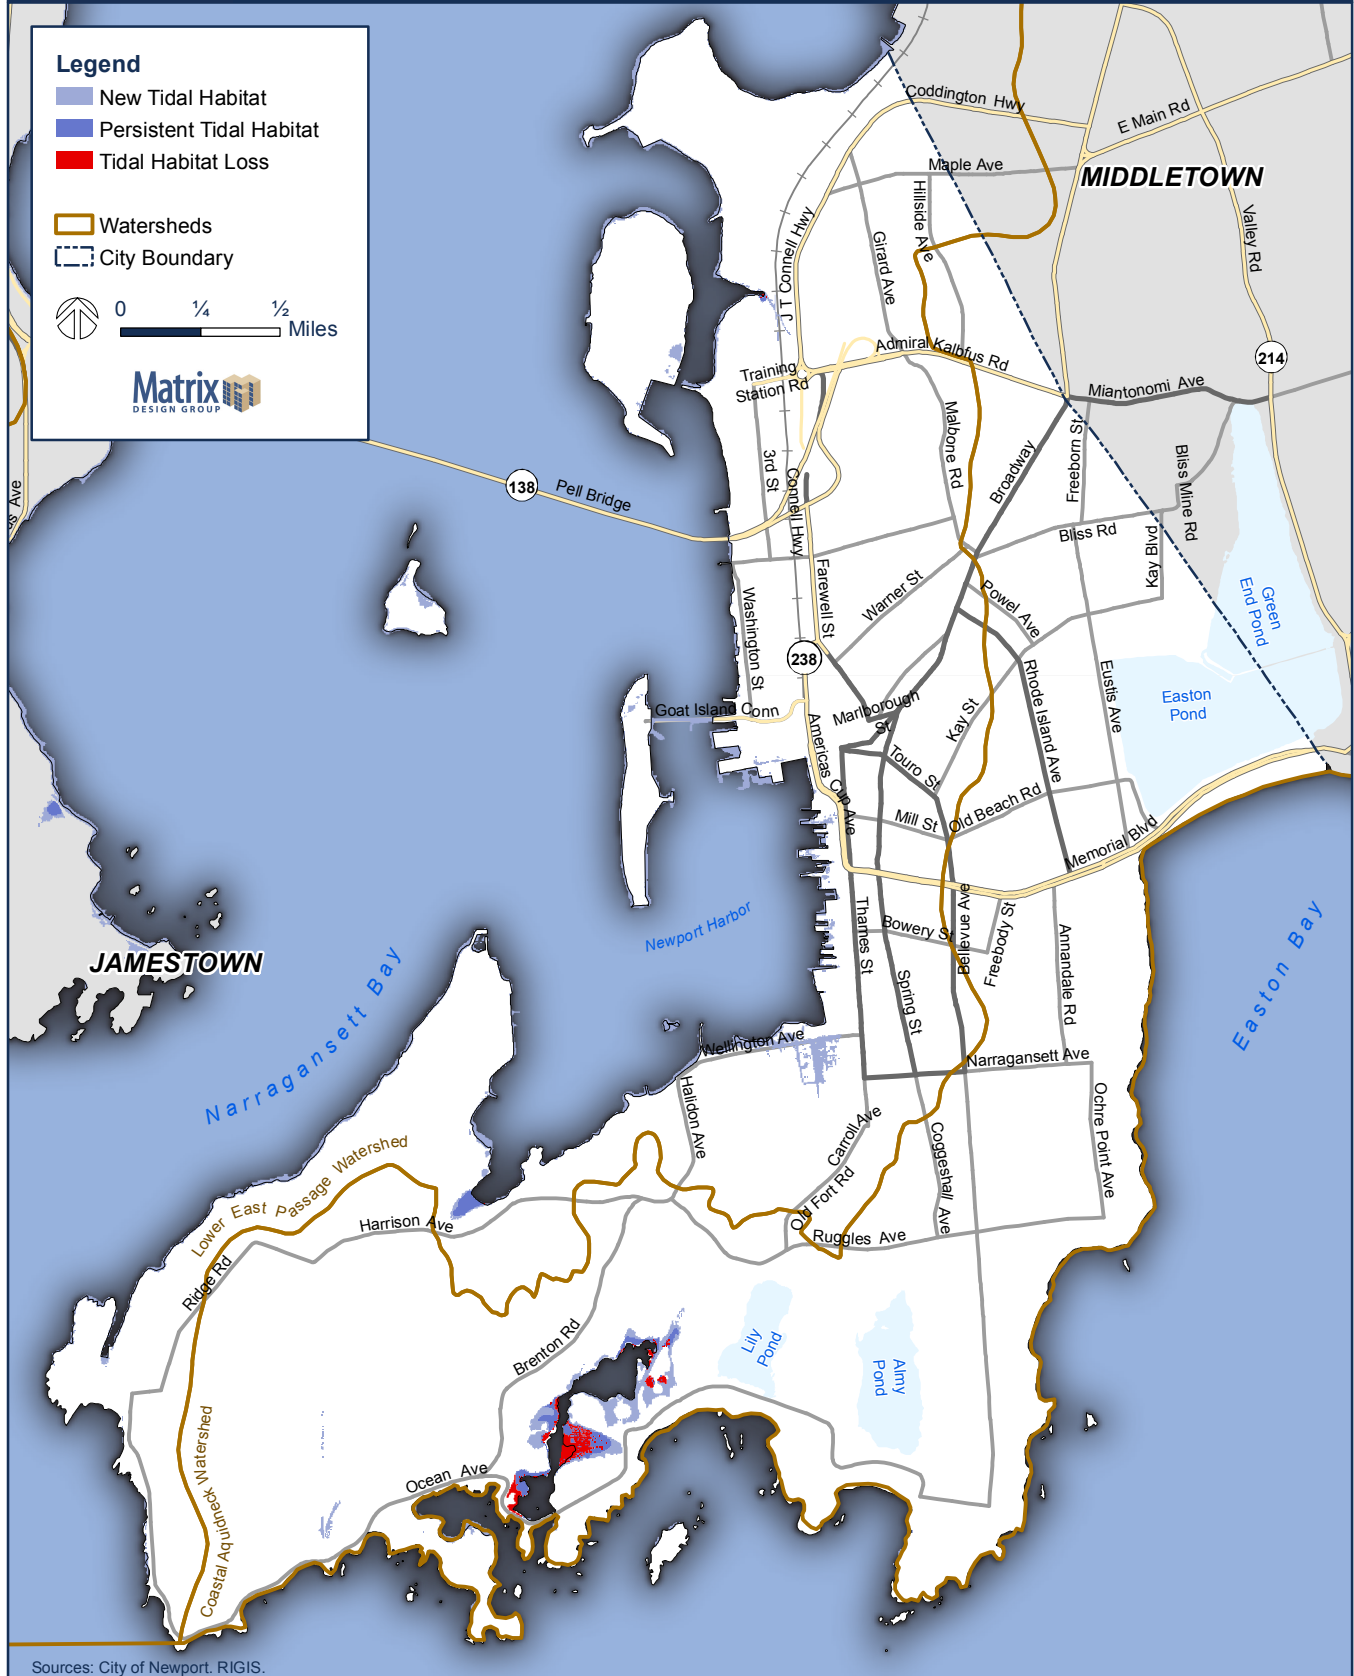 Legend
New Tidal Habitat
Persistent Tidal Habitat
Tidal Habitat Loss
Watersheds
City Boundary
0 ¼ ½
Miles
Matrix
DESIGN GROUP
Coddington Hwy
E Main Rd
Maple Ave
MIDDLETOWN
Hillside Ave
Valley Rd
Girard Ave
J T Connell Hwy
Admiral Kalbfus Rd
214
Training
Station Rd
Miantonomi Ave
Malbone Rd
Broadway
Freeborn St
3rd St
Connell Hwy
Bliss Mine Rd
138
Pell Bridge
Bliss Rd
Kay Blvd
Farewell St
Warner St
Powel Ave
Green
End Pond
Washington St
238
Rhode Island Ave
Eustis Ave
Easton
Pond
Goat Island Conn
Marlborough
St
Kay St
Americas Cup Ave
Touro St
Mill St
Old Beach Rd
Memorial Blvd
Newport Harbor
Thames St
Bowery St
Bellevue Ave
Freebody St
Annandale Rd
Easton Bay
JAMESTOWN
Narragansett Bay
Spring St
Wellington Ave
Narragansett Ave
Halidon Ave
Carroll Ave
Coggeshall Ave
Ochre Point Ave
Lower East Passage Watershed
Harrison Ave
Old Fort Rd
Ruggles Ave
Ridge Rd
Brenton Rd
Lily
Pond
Almy
Pond
Coastal Aquidneck Watershed
Ocean Ave
Sources: City of Newport. RIGIS.